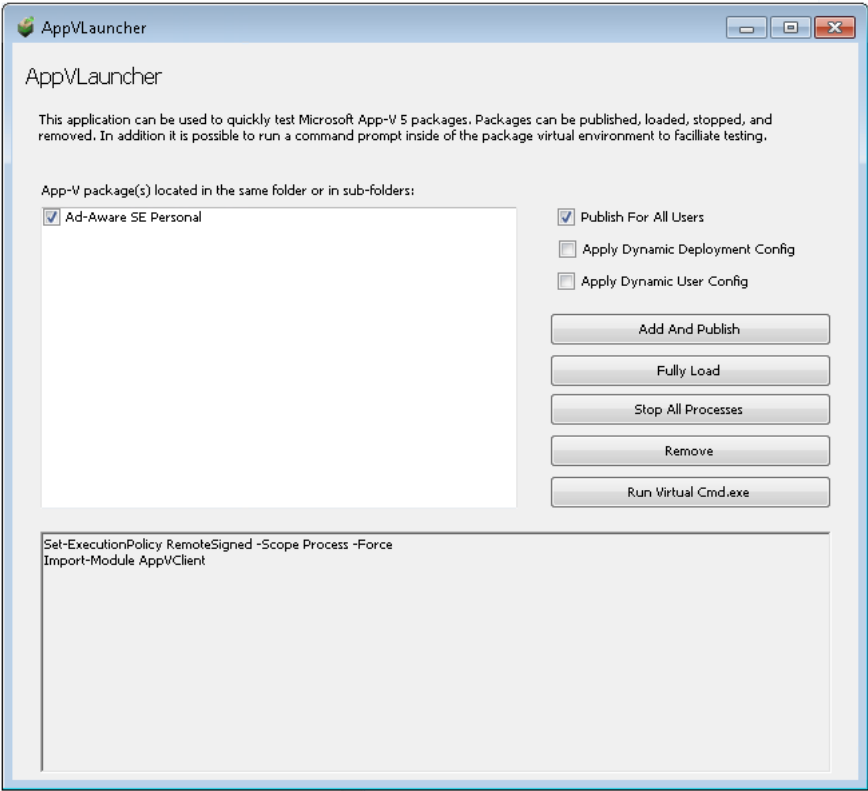 AppVLauncher
AppVLauncher
This application can be used to quickly test Microsoft App-V 5 packages. Packages can be published, loaded, stopped, and
removed. In addition it is possible to run a command prompt inside of the package virtual environment to facilliate testing.
App-V package(s) located in the same folder or in sub-folders:
Ad-Aware SE Personal
Publish For All Users
Apply Dynamic Deployment Config
Apply Dynamic User Config
Add And Publish
Fully Load
Stop All Processes
Remove
Run Virtual Cmd.exe
Set-ExecutionPolicy RemoteSigned -Scope Process -Force
Import-Module AppVClient